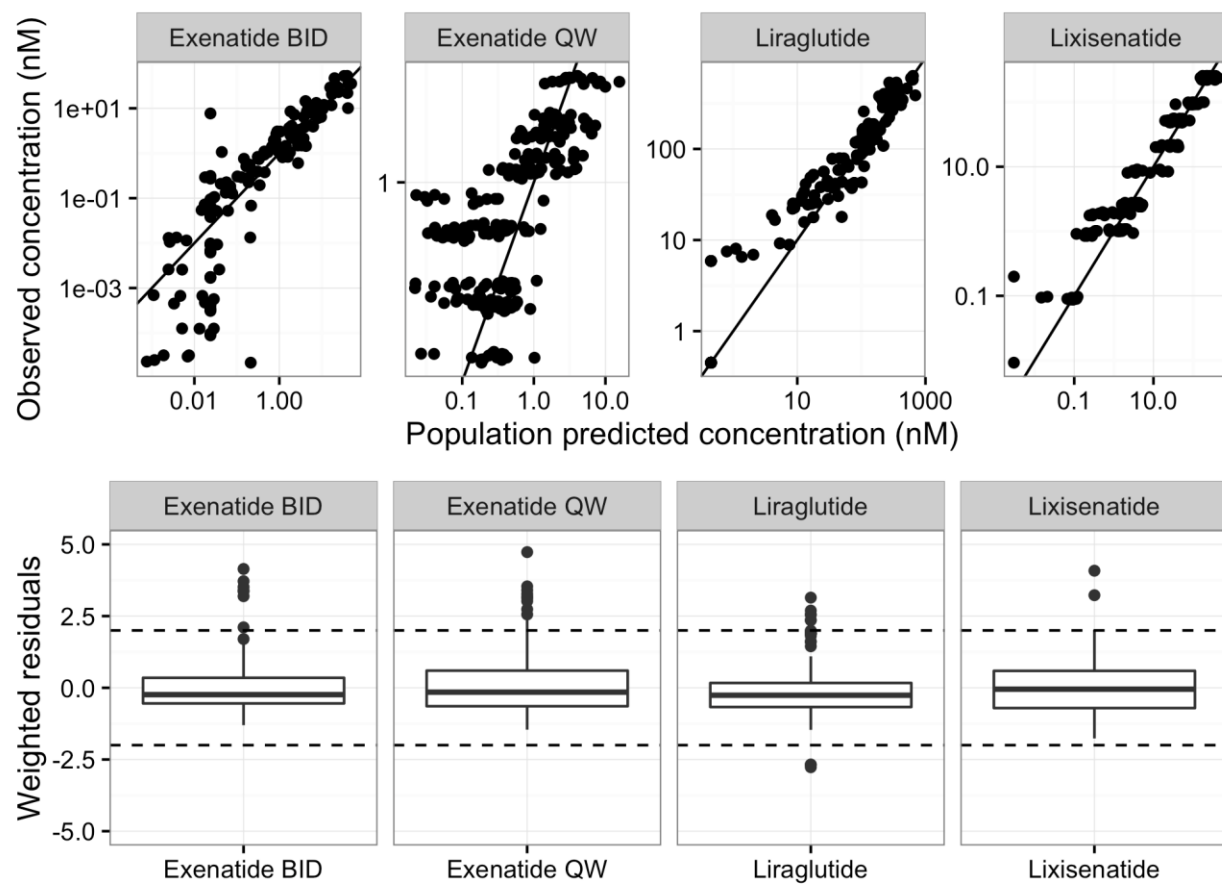 Exenatide BID Exenatide QW Liraglutide Lixisenatide
Observed concentration (nM)
1e+01
1e-01
1e-03
1
100
10
1
10.0
0.1
0.01 1.00 0.1 1.0 10.0 10 1000 0.1 10.0
Population predicted concentration (nM)
Exenatide BID Exenatide QW Liraglutide Lixisenatide
Weighted residuals
5.0
2.5
0.0
-2.5
-5.0
Exenatide BID Exenatide QW Liraglutide Lixisenatide